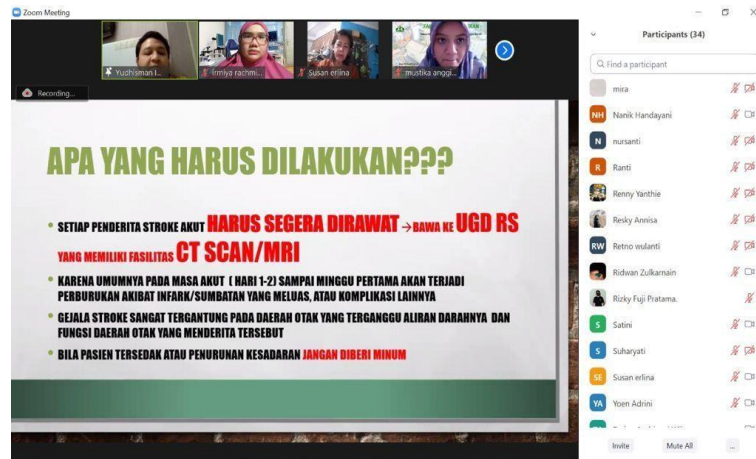 Zoom Meeting
Yudhisman I...
irmiya rachmi...
Susan erlina
mustika anggi...
Recording...
APA YANG HARUS DILAKUKAN???
SETIAP PENDERITA STROKE AKUT HARUS SEGERA DIRAWAT → BAWA KE UGD RS
YANG MEMILIKI FASILITAS CT SCAN/MRI
KARENA UMUMNYA PADA MASA AKUT ( HARI 1-2) SAMPAI MINGGU PERTAMA AKAN TERJADI
PERBURUKAN AKIBAT INFARK/SUMBATAN YANG MELUAS, ATAU KOMPLIKASI LAINNYA
GEJALA STROKE SANGAT TERGANTUNG PADA DAERAH OTAK YANG TERGANGGU ALIRAN DARAHNYA DAN
FUNGSI DAERAH OTAK YANG MENDERITA TERSEBUT
BILA PASIEN TERSEDAK ATAU PENURUNAN KESADARAN JANGAN DIBERI MINUM
Participants (34)
Find a participant
mira
NH Nanik Handayani
N nursanti
R Ranti
Renny Yanthie
Resky Annisa
RW Retno wulanti
Ridwan Zulkarnain
Rizky Fuji Pratama.
S Satini
S Suharyati
SE Susan erlina
YA Yoen Adrini
Invite Mute All ...